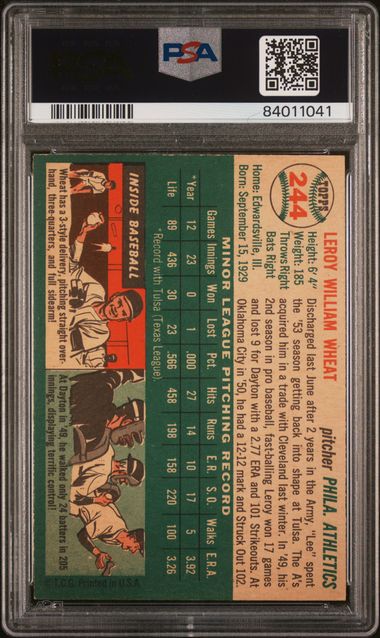 PSA
84011041
TOPPS
244
LEROY WILLIAM WHEAT
pitcher PHILA. ATHLETICS
Height: 6' 4"
Weight: 185
Throws Right
Bats Right
Home: Edwardsville, Ill.
Born: September 15, 1929
Discharged last June after 2 years in the Army, "Lee" spent
the '53 season getting back into shape at Tulsa. The A's
acquired him in a trade with Cleveland last winter. In '49, his
2nd season in pro baseball, fast-balling Leroy won 17 games
and lost 9 for Dayton with a 2.77 ERA and 101 Strikeouts. At
Oklahoma City in '50, he had a 12-12 mark and Struck Out 102.
MINOR LEAGUE PITCHING RECORD
Games Innings Won Lost Pct. Hits Runs E.R. S.O. Walks E.R.A.
*Year 12 23 0 1 .000 27 14 10 22 5 3.92
Life 89 436 30 23 .566 458 198 158 220 100 3.26
*Record with Tulsa (Texas League)
INSIDE BASEBALL
Wheat has a 3-style delivery, pitching straight over-
hand, three-quarters, and full sidearm!
At Dayton in '49, he walked only 24 batters in 205
innings, displaying terrific control!
© T.C.G. Printed in U.S.A.